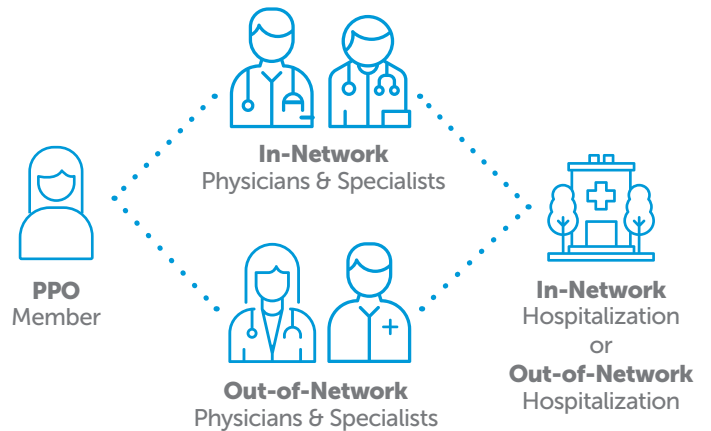 In-Network
Physicians & Specialists
PPO
Member
Out-of-Network
Physicians & Specialists
In-Network
Hospitalization
or
Out-of-Network
Hospitalization